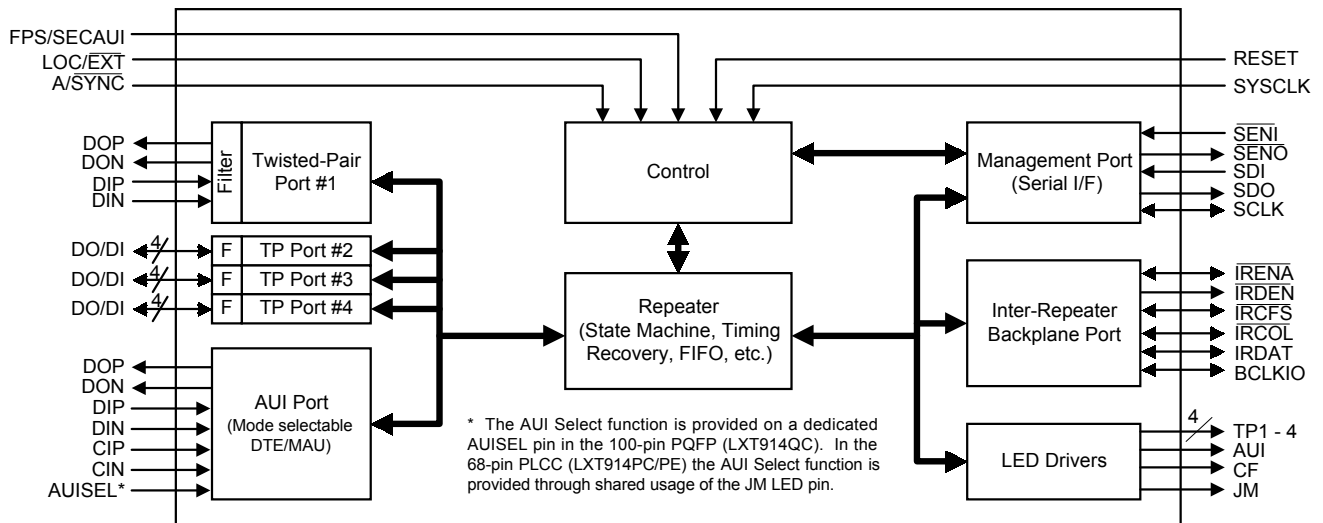 FPS/SECAUI
LOC/EXT
A/SYNC
RESET
SYSCLK
DOP
DON
DIP
DIN
Filter
Twisted-Pair
Port #1
Control
Management Port
(Serial I/F)
SENI
SENO
SDI
SDO
SCLK
DO/DI
4
F
TP Port #2
DO/DI
4
F
TP Port #3
DO/DI
4
F
TP Port #4
Repeater
(State Machine, Timing
Recovery, FIFO, etc.)
Inter-Repeater
Backplane Port
IRENA
IRDEN
IRCFS
IRCOL
IRDAT
BCLKIO
DOP
DON
DIP
DIN
CIP
CIN
AUISEL*
AUI Port
(Mode selectable
DTE/MAU)
* The AUI Select function is provided on a dedicated
AUISEL pin in the 100-pin PQFP (LXT914QC). In the
68-pin PLCC (LXT914PC/PE) the AUI Select function is
provided through shared usage of the JM LED pin.
LED Drivers
4
TP1 - 4
AUI
CF
JM